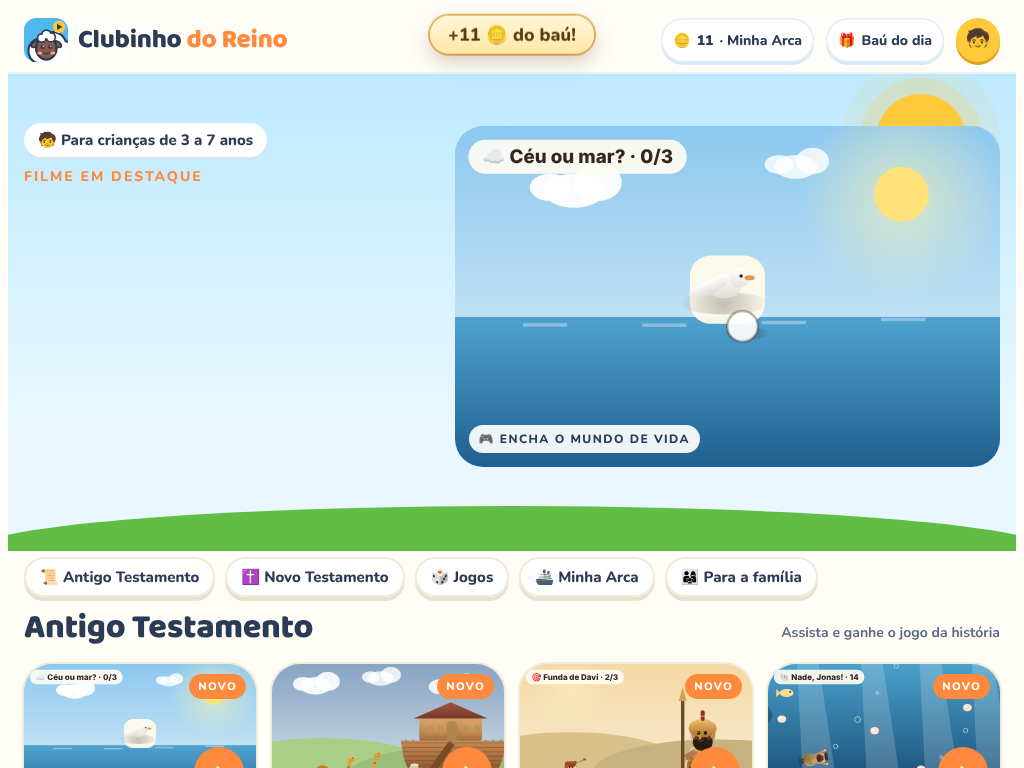 Clubinho do Reino
+11 do baú!
11 · Minha Arca
Baú do dia
Para crianças de 3 a 7 anos
FILME EM DESTAQUE
Céu ou mar? · 0/3
ENCHA O MUNDO DE VIDA
Antigo Testamento
Novo Testamento
Jogos
Minha Arca
Para a família
Antigo Testamento
Assista e ganhe o jogo da história
Céu ou mar? · 0/3
NOVO
NOVO
Funda de Davi · 2/3
NOVO
Nade, Jonas! · 14
NOVO